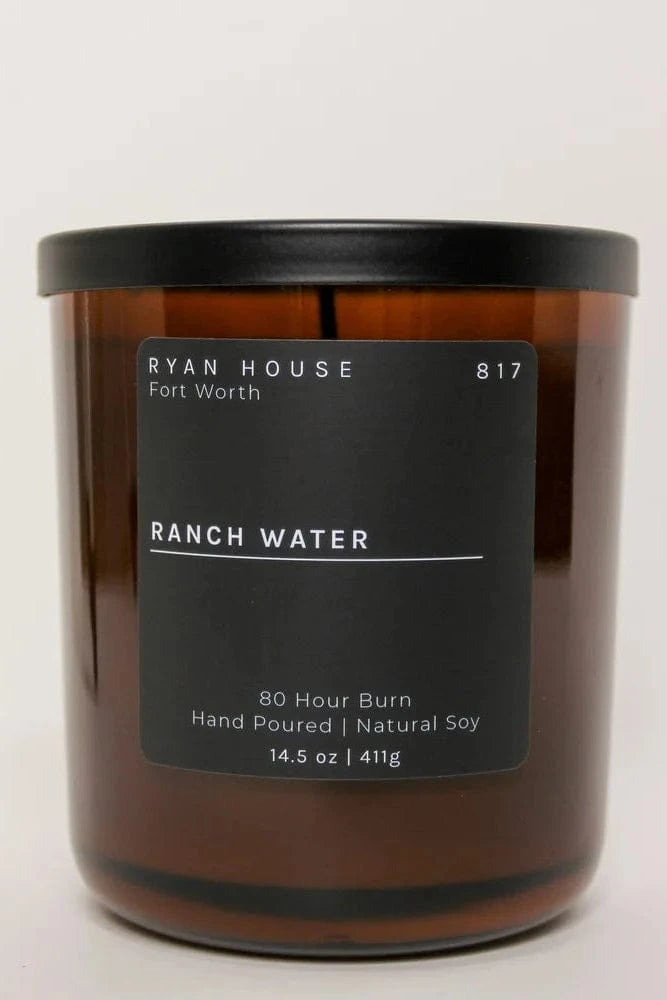 RYAN HOUSE 817
Fort Worth
RANCH WATER
80 Hour Burn
Hand Poured | Natural Soy
14.5 oz | 411g